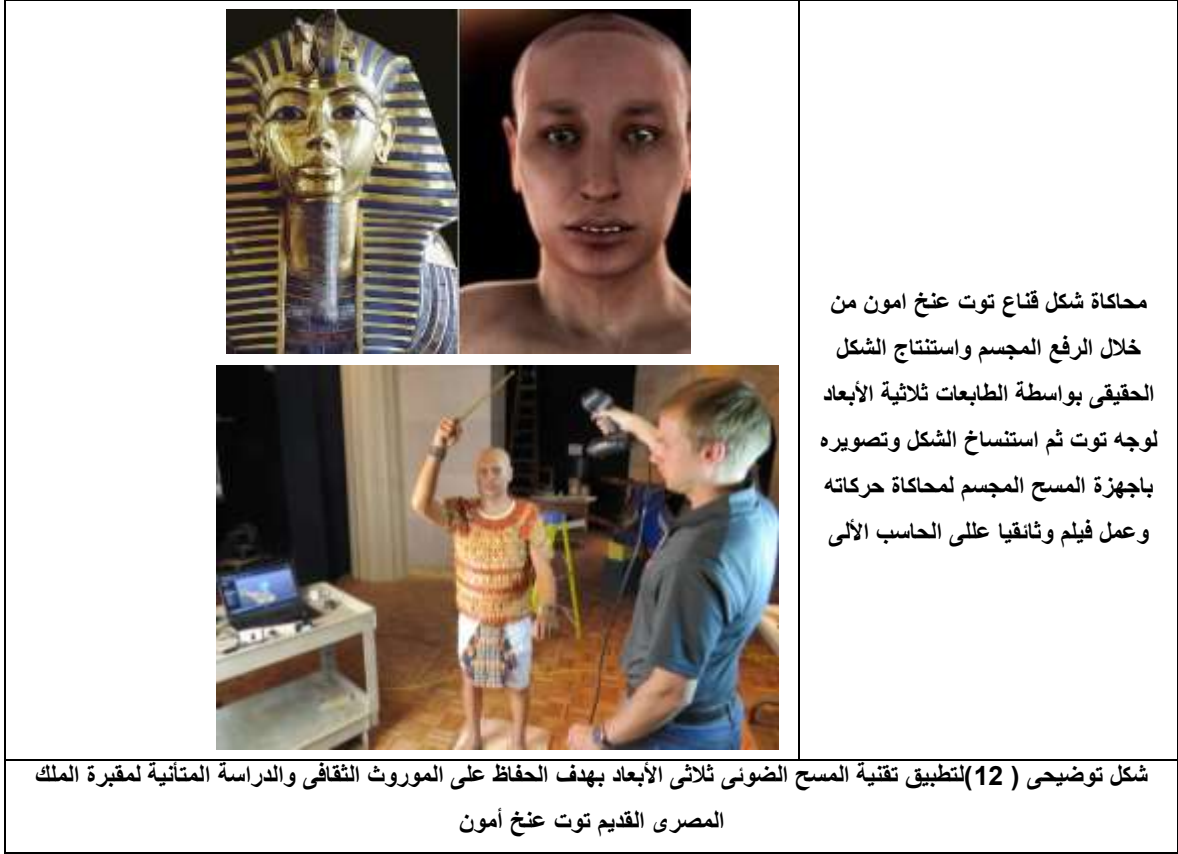 محاكاة شكل قناع توت عنخ امون من
خلال الرفع المجسم واستنتاج الشكل
الحقيقى بواسطة الطابعات ثلاثية الأبعاد
لوجه توت ثم استنساخ الشكل وتصويره
باجهزة المسح المجسم لمحاكاة حركاته
وعمل فيلم وثائقيا عللى الحاسب الألى
شكل توضيحى ( 12)لتطبيق تقنية المسح الضوئى ثلاثى الأبعاد بهدف الحفاظ على الموروث الثقافى والدراسة المتأنية لمقبرة الملك
المصرى القديم توت عنخ أمون